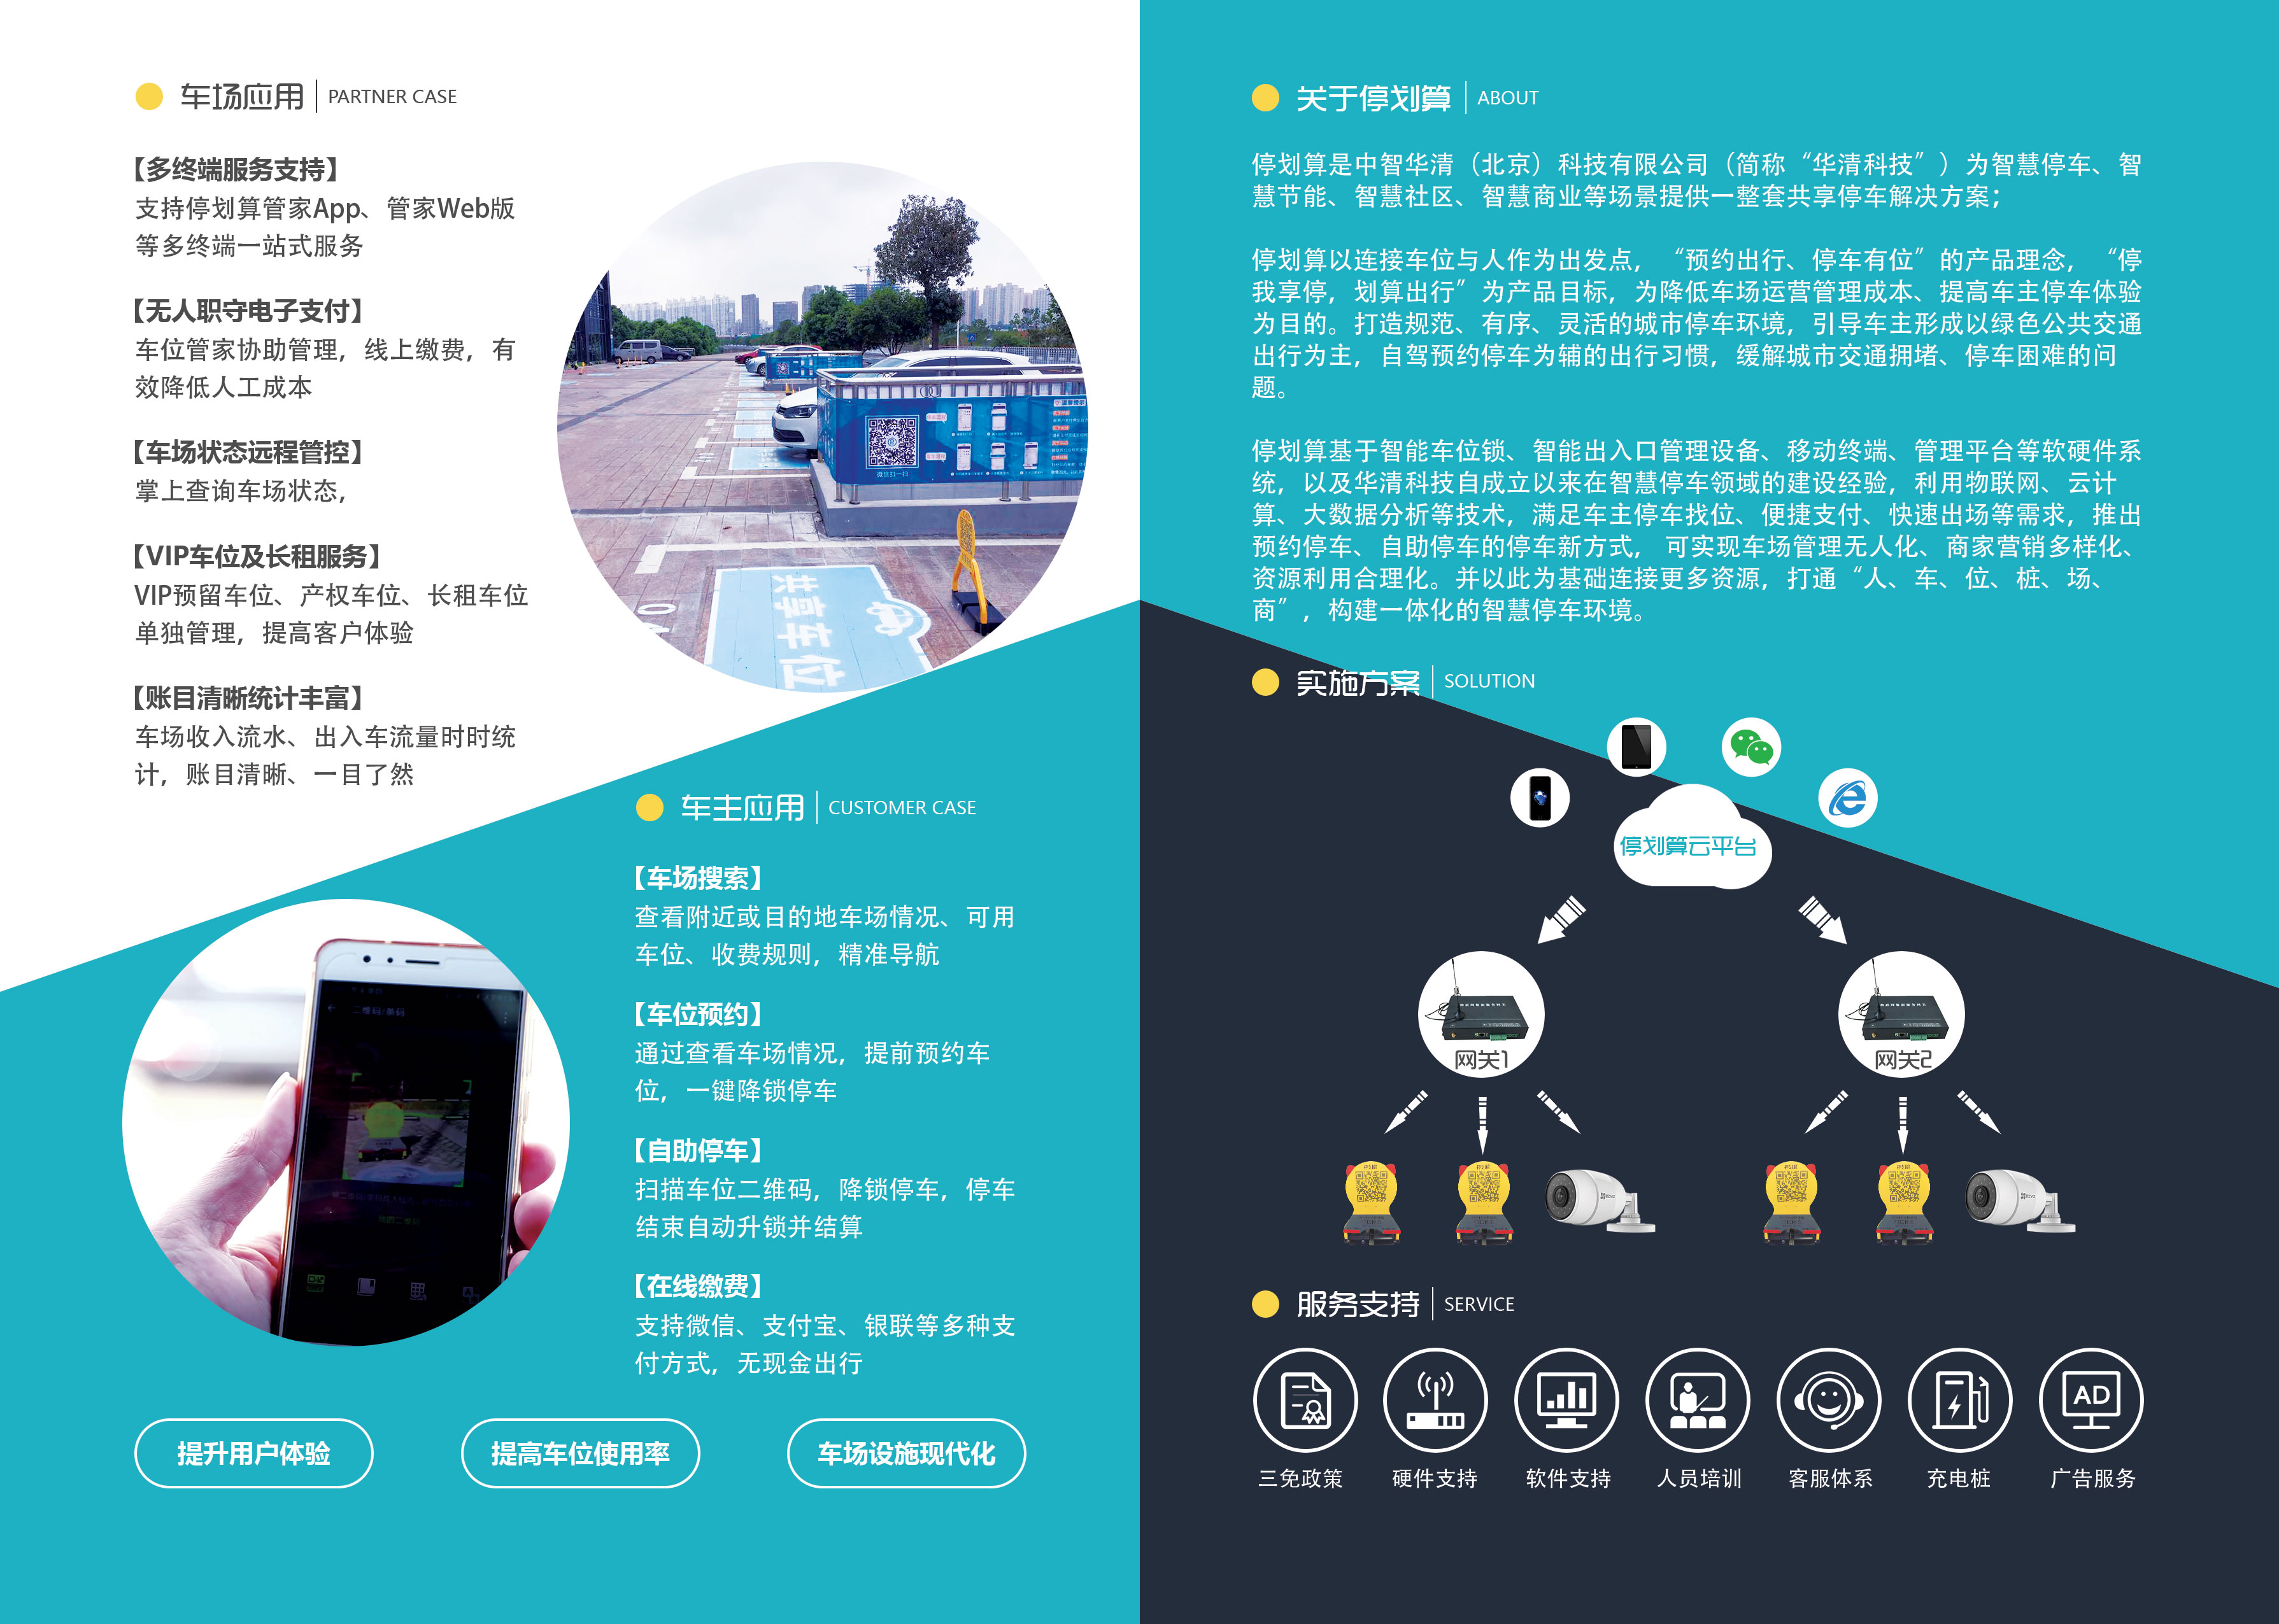 车场应用 PARTNER CASE
【多终端服务支持】
支持停划算管家App、管家Web版
等多终端一站式服务
【无人职守电子支付】
车位管家协助管理，线上缴费，有
效降低人工成本
【车场状态远程管控】
掌上查询车场状态，
【VIP车位及长租服务】
VIP预留车位、产权车位、长租车位
单独管理，提高客户体验
【账目清晰统计丰富】
车场收入流水、出入车流量时时统
计，账目清晰、一目了然
微信扫一扫
共享车位
车主应用 CUSTOMER CASE
【车场搜索】
查看附近或目的地车场情况、可用
车位、收费规则，精准导航
【车位预约】
通过查看车场情况，提前预约车
位，一键降锁停车
【自助停车】
扫描车位二维码，降锁停车，停车
结束自动升锁并结算
【在线缴费】
支持微信、支付宝、银联等多种支
付方式，无现金出行
二维码/条码
提升用户体验
提高车位使用率
车场设施现代化
关于停划算 ABOUT
停划算是中智华清（北京）科技有限公司（简称“华清科技”）为智慧停车、智
慧节能、智慧社区、智慧商业等场景提供一整套共享停车解决方案；
停划算以连接车位与人作为出发点，“预约出行、停车有位”的产品理念，“停
我享停，划算出行”为产品目标，为降低车场运营管理成本、提高车主停车体验
为目的。打造规范、有序、灵活的城市停车环境，引导车主形成以绿色公共交通
出行为主，自驾预约停车为辅的出行习惯，缓解城市交通拥堵、停车困难的问
题。
停划算基于智能车位锁、智能出入口管理设备、移动终端、管理平台等软硬件系
统，以及华清科技自成立以来在智慧停车领域的建设经验，利用物联网、云计
算、大数据分析等技术，满足车主停车找位、便捷支付、快速出场等需求，推出
预约停车、自助停车的停车新方式， 可实现车场管理无人化、商家营销多样化、
资源利用合理化。并以此为基础连接更多资源，打通“人、车、位、桩、场、
商”，构建一体化的智慧停车环境。
实施方案 SOLUTION
停划算云平台
网关1
网关2
服务支持 SERVICE
AD
三免政策
硬件支持
软件支持
人员培训
客服体系
充电桩
广告服务